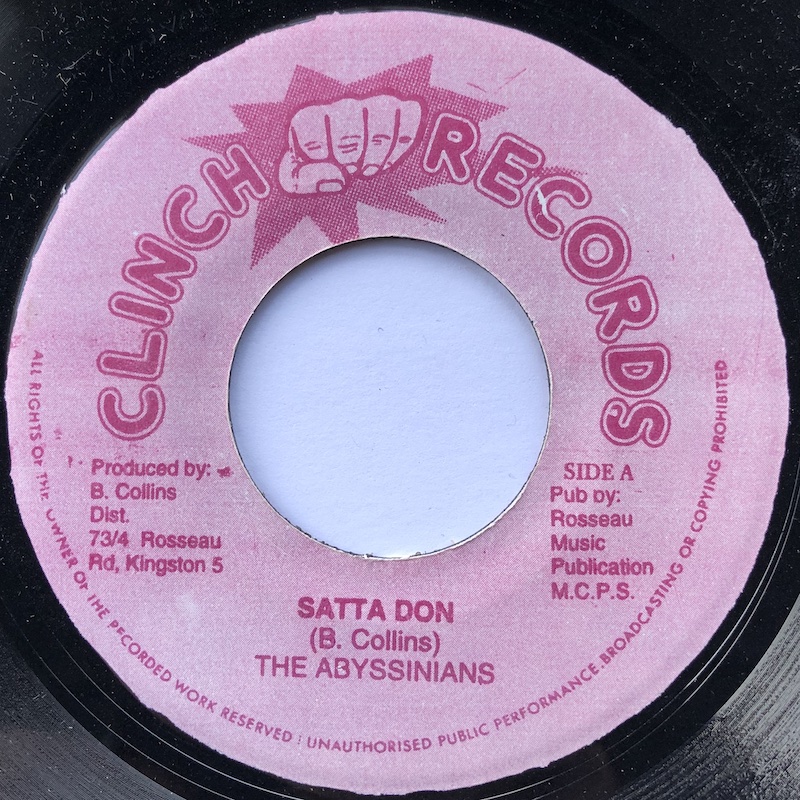 CLINCH RECORDS
Produced by:
B. Collins
Dist.
73/4 Rosseau
Rd, Kingston 5
SIDE A
Pub by:
Rosseau
Music
Publication
M.C.P.S.
SATTA DON
(B. Collins)
THE ABYSSINIANS
ALL RIGHTS OF THE OWNER OF THE RECORDED WORK RESERVED : UNAUTHORISED PUBLIC PERFORMANCE. BROADCASTING OR COPYING PROHIBITED